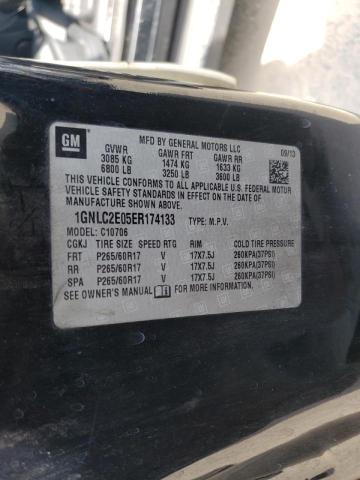 GM
MFD BY GENERAL MOTORS LLC
09/13
GVWR GAWR FRT GAWR RR
3085 KG 1474 KG 1633 KG
6800 LB 3250 LB 3600 LB
THIS VEHICLE CONFORMS TO ALL APPLICABLE U.S. FEDERAL MOTOR
VEHICLE SAFETY STANDARDS IN EFFECT ON THE DATE OF
MANUFACTURE SHOWN ABOVE.
1GNLC2E05ER174133 TYPE: M.P.V.
MODEL: C10706
CGKJ TIRE SIZE SPEED RTG RIM COLD TIRE PRESSURE
FRT P265/60R17 V 17X7.5J 260KPA(37PSI)
RR P265/60R17 V 17X7.5J 260KPA(37PSI)
SPA P265/60R17 V 17X7.5J 260KPA(37PSI)
SEE OWNER'S MANUAL FOR MORE INFORMATION.